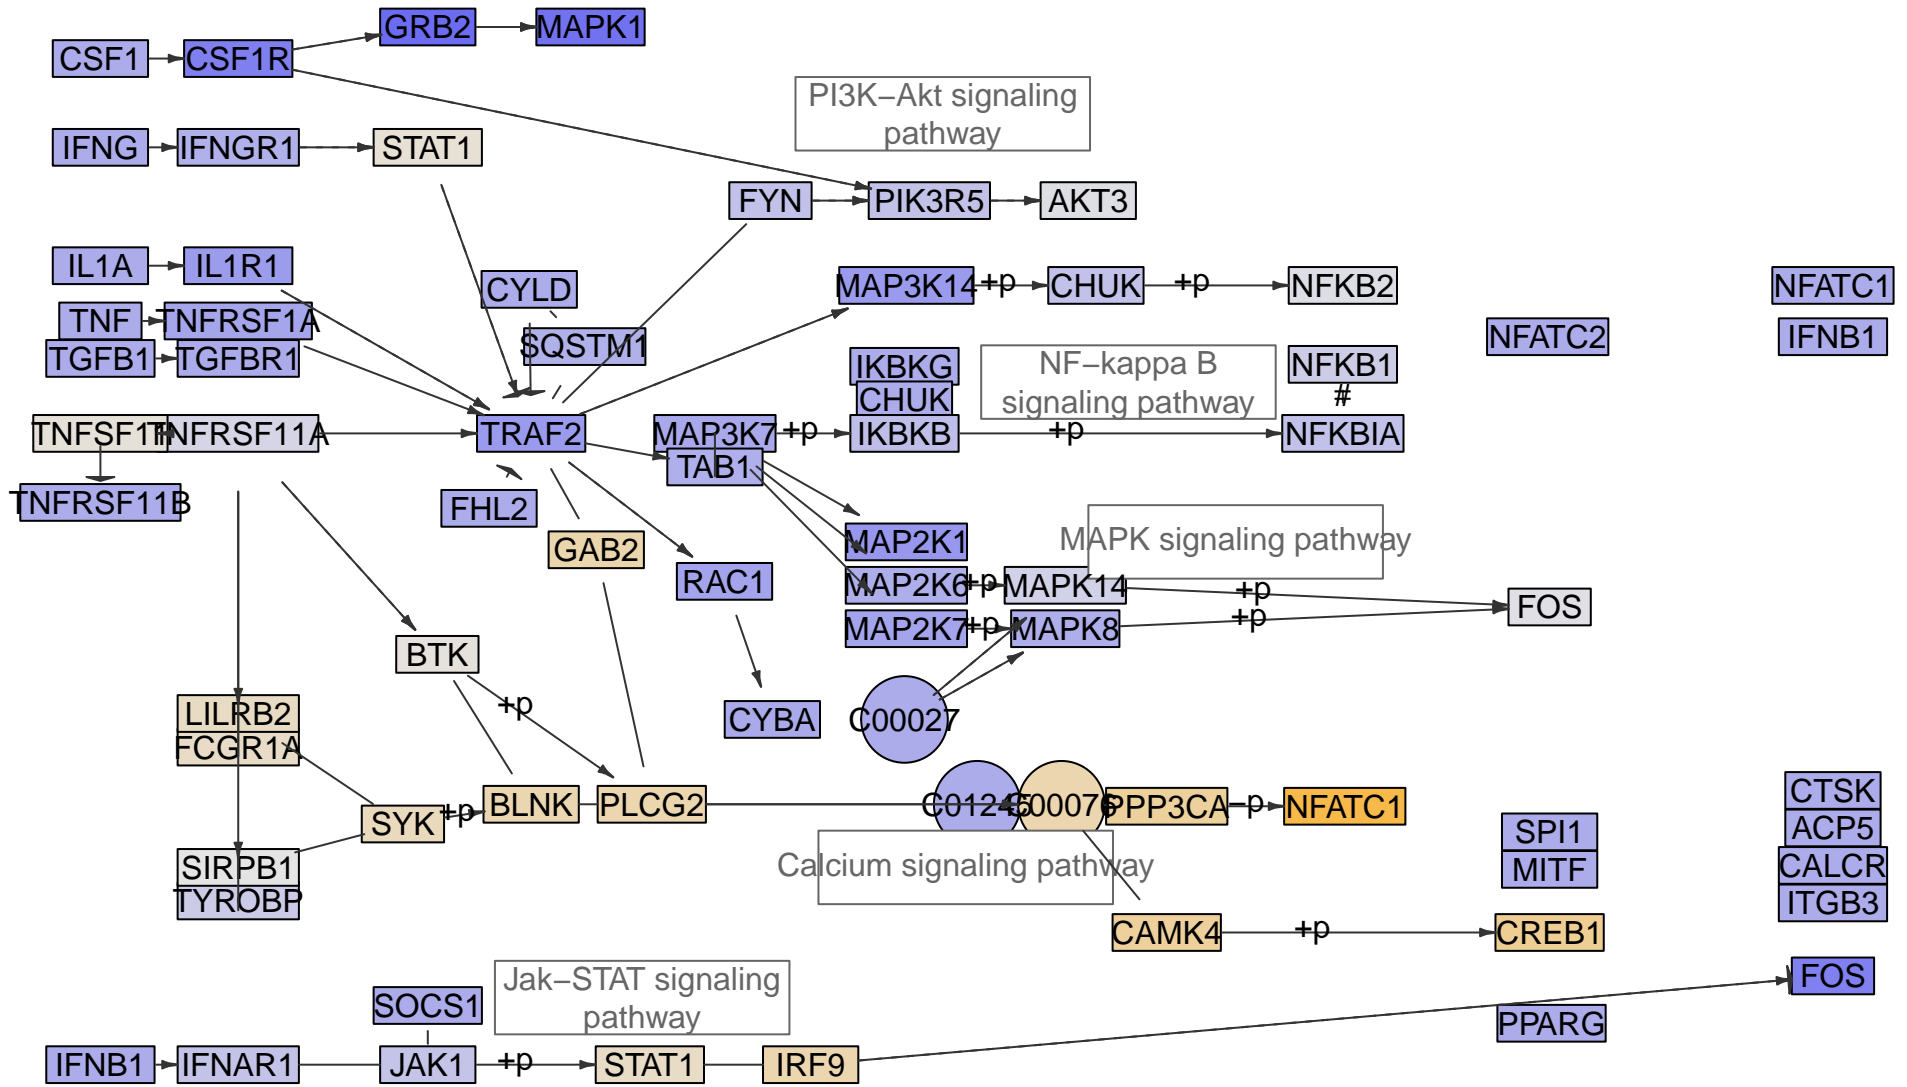 GRB2
MAPK1
CSF1
CSF1R
PI3K−Akt signaling
pathway
IFNG
IFNGR1
STAT1
FYN
PIK3R5
AKT3
IL1A
IL1R1
CYLD
MAP3K14
+p
CHUK
+p
NFKB2
NFATC1
TNF
TNFRSF1A
SQSTM1
NFATC2
IFNB1
TGFB1
TGFBR1
IKBKG
NF−kappa B
signaling pathway
NFKB1
#
CHUK
TNFRSF11A
TRAF2
MAP3K7
+p
IKBKB
+p
NFKBIA
TAB1
TNFRSF11B
FHL2
GAB2
RAC1
MAP2K1
MAPK signaling pathway
MAP2K6
+p
MAPK14
+p
FOS
MAP2K7
+p
MAPK8
+p
BTK
LILRB2
FCGR1A
+p
CYBA
C00027
SYK
+p
BLNK
PLCG2
C00076
PPP3CA
−p
NFATC1
CTSK
SPI1
ACP5
SIRPB1
Calcium signaling pathway
MITF
CALCR
TYROBP
ITGB3
CAMK4
+p
CREB1
Jak−STAT signaling
pathway
FOS
SOCS1
PPARG
IFNB1
IFNAR1
JAK1
+p
STAT1
IRF9